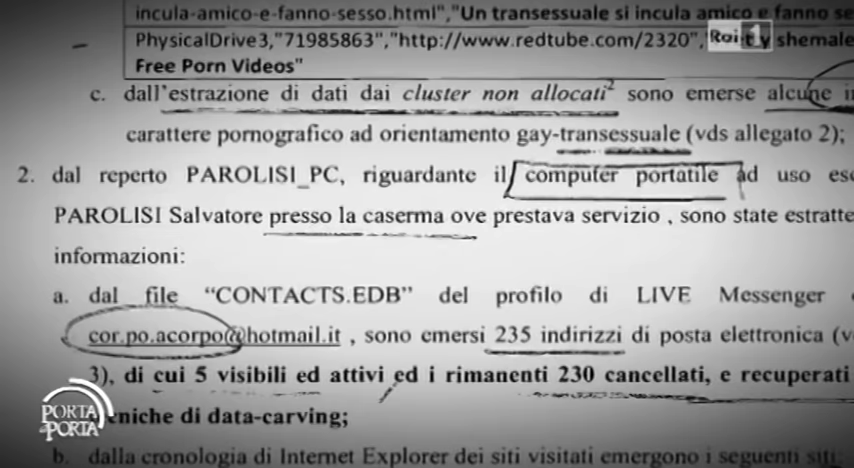 incula-amico-e-fanno-sesso.html","Un transessuale si incula amico e fanno se
PhysicalDrive3,"71985863","http://www.redtube.com/2320", shemale
Rai 1
Free Porn Videos"
c. dall'estrazione di dati dai cluster non allocati2 sono emerse alcune
carattere pornografico ad orientamento gay-transessuale (vds allegato 2);
2. dal reperto PAROLISI_PC, riguardante il computer portatile ad uso
PAROLISI Salvatore presso la caserma ove prestava servizio , sono state estratte
informazioni:
a. dal file "CONTACTS.EDB" del profilo di LIVE Messenger
cor.po.acorpo@hotmail.it , sono emersi 235 indirizzi di posta elettronica
3), di cui 5 visibili ed attivi ed i rimanenti 230 cancellati, e recuperati
niche di data-carving;
PORTA
a PORTA
b. dalla cronologia di Internet Explorer dei siti visitati emergono i seguenti siti: